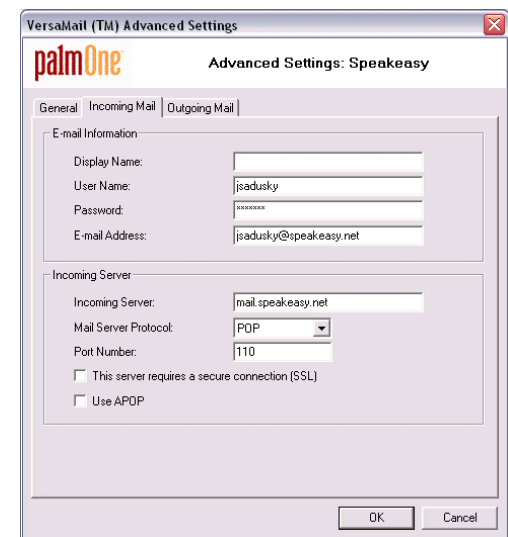 VersaMail (TM) Advanced Settings
palmOne
Advanced Settings: Speakeasy
General Incoming Mail Outgoing Mail
E-mail Information
Display Name:
User Name: jsadusky
Password: ×××××××
E-mail Address: jsadusky@speakeasy.net
Incoming Server
Incoming Server: mail.speakeasy.net
Mail Server Protocol: POP
Port Number: 110
This server requires a secure connection (SSL)
Use APOP
OK Cancel